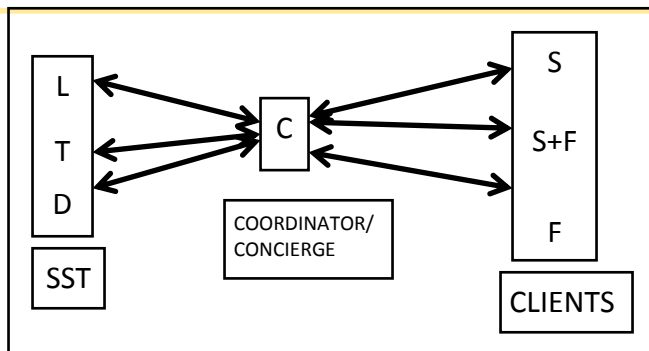 L
T
D
SST
C
COORDINATOR/
CONCIERGE
S
S+F
F
CLIENTS